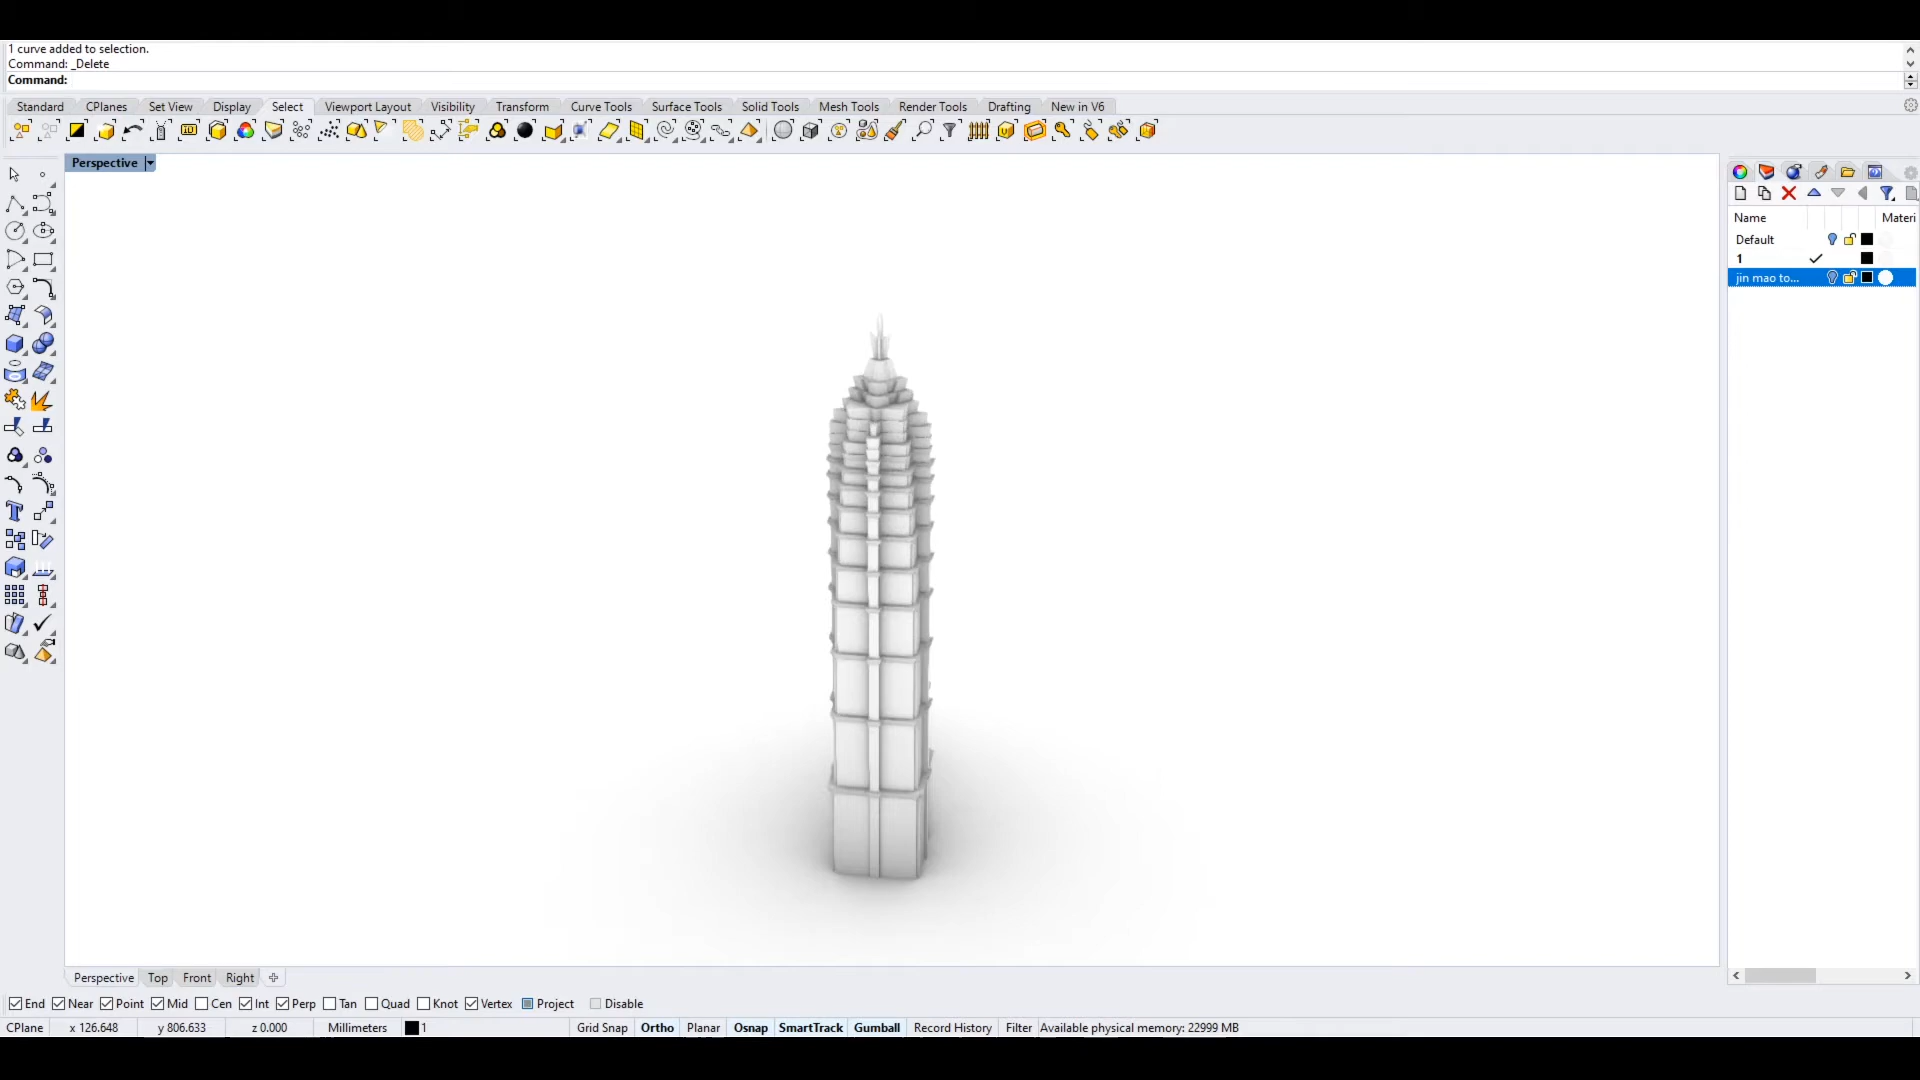 1 curve added to selection.
Command: _Delete
Command:
Standard CPlanes Set View Display Select Viewport Layout Visibility Transform Curve Tools Surface Tools Solid Tools Mesh Tools Render Tools Drafting New in V6
Perspective
Name Materi
Default
1
jin mao to...
Perspective Top Front Right
End Near Point Mid Cen Int Perp Tan Quad Knot Vertex Project Disable
CPlane x 126.648 y 806.633 z 0.000 Millimeters 1 Grid Snap Ortho Planar Osnap SmartTrack Gumball Record History Filter Available physical memory: 22999 MB